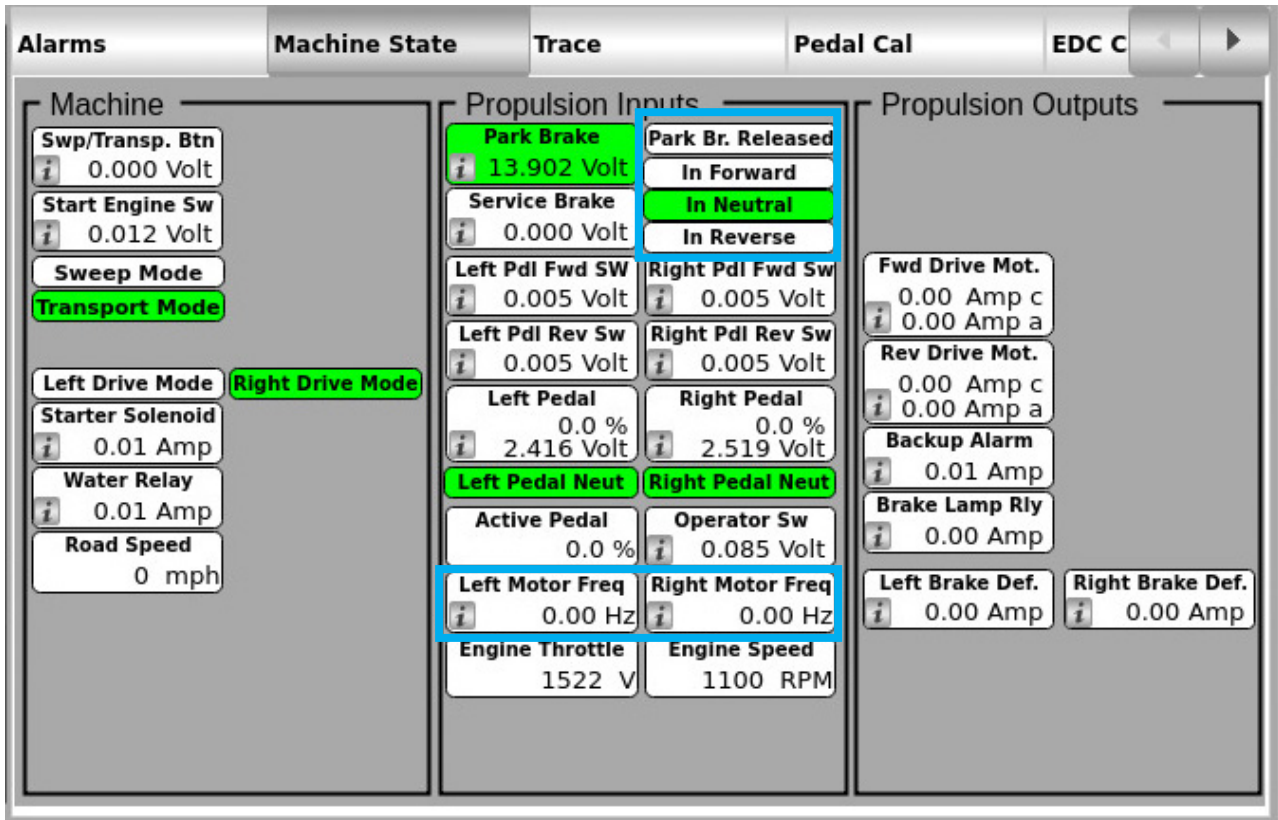 Alarms
Machine State
Trace
Pedal Cal
EDC C
Machine
Swp/Transp. Btn
i 0.000 Volt
Start Engine Sw
i 0.012 Volt
Sweep Mode
Transport Mode
Left Drive Mode
Right Drive Mode
Starter Solenoid
i 0.01 Amp
Water Relay
i 0.01 Amp
Road Speed
0 mph
Propulsion Inputs
Park Brake
i 13.902 Volt
Park Br. Released
In Forward
Service Brake
i 0.000 Volt
In Neutral
In Reverse
Left Pdl Fwd SW
i 0.005 Volt
Right Pdl Fwd Sw
i 0.005 Volt
Left Pdl Rev Sw
i 0.005 Volt
Right Pdl Rev Sw
i 0.005 Volt
Left Pedal
0.0 %
i 2.416 Volt
Right Pedal
0.0 %
i 2.519 Volt
Left Pedal Neut
Right Pedal Neut
Active Pedal
0.0 %
Operator Sw
i 0.085 Volt
Left Motor Freq
i 0.00 Hz
Right Motor Freq
i 0.00 Hz
Engine Throttle
1522 V
Engine Speed
1100 RPM
Propulsion Outputs
Fwd Drive Mot.
0.00 Amp c
i 0.00 Amp a
Rev Drive Mot.
0.00 Amp c
i 0.00 Amp a
Backup Alarm
i 0.01 Amp
Brake Lamp Rly
i 0.00 Amp
Left Brake Def.
i 0.00 Amp
Right Brake Def.
i 0.00 Amp